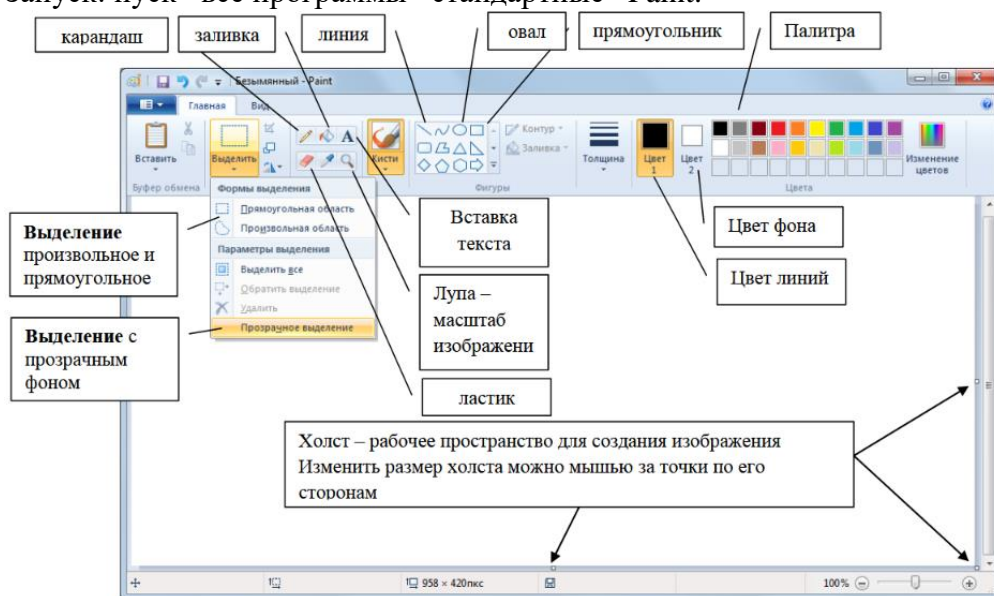 Запуск: пуск - все программы - стандартные - Paint.
карандаш
заливка
линия
овал
прямоугольник
Палитра
Безымянный - Paint
Главная
Вид
Вставить
Выделить
Кисти
Контур
Заливка
Толщина
Цвет
1
Цвет
2
Изменение
цветов
Буфер обмена
Фигуры
Цвета
Формы выделения
Прямоугольная область
Произвольная область
Параметры выделения
Выделить все
Обратить выделение
Удалить
Прозрачное выделение
Выделение
произвольное и
прямоугольное
Выделение с
прозрачным
фоном
Вставка
текста
Лупа –
масштаб
изображени
ластик
Цвет фона
Цвет линий
Холст – рабочее пространство для создания изображения
Изменить размер холста можно мышью за точки по его
сторонам
958 × 420пкс
100%